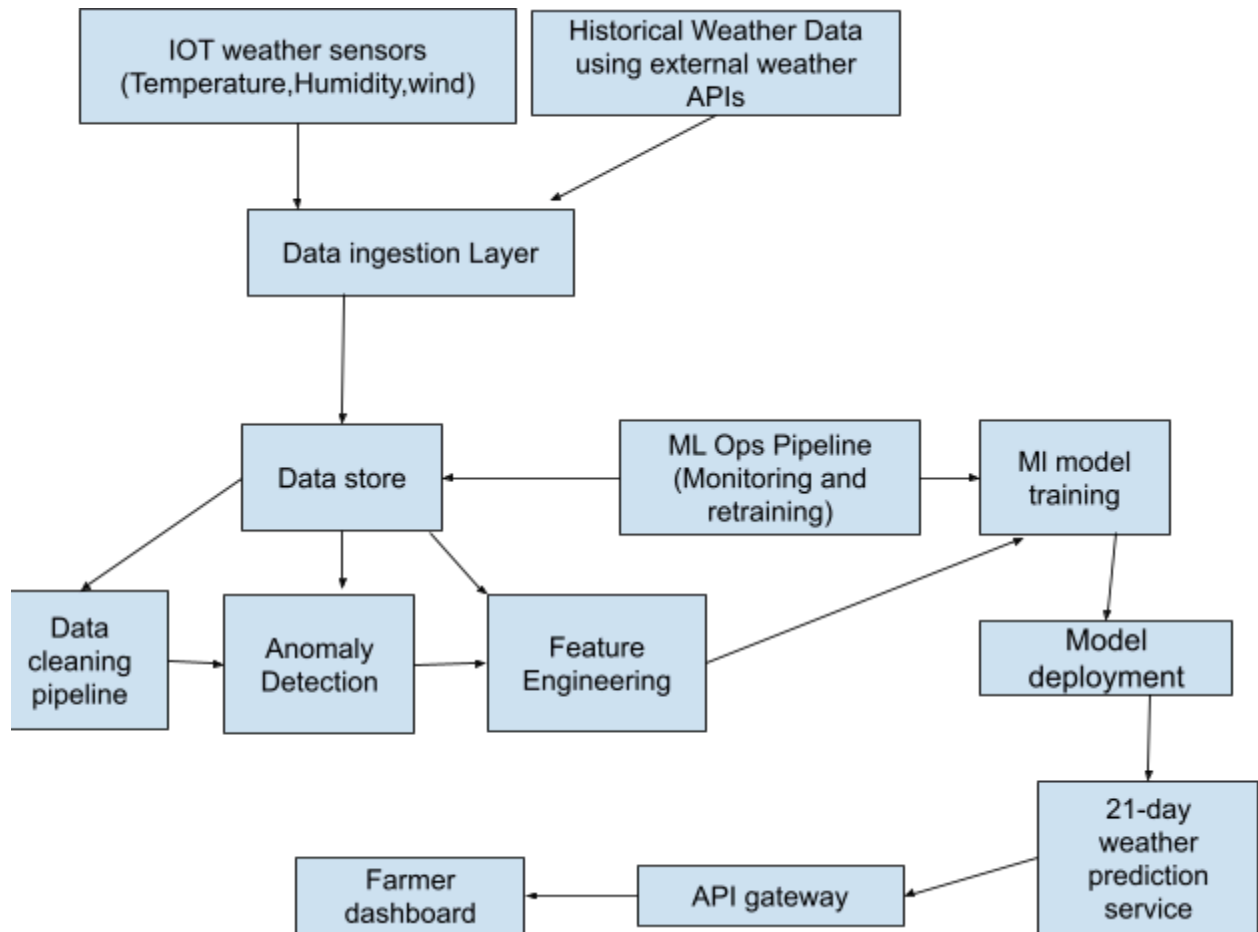 IOT weather sensors
(Temperature,Humidity,wind)
Historical Weather Data
using external weather
APIs
Data ingestion Layer
Data store
ML Ops Pipeline
(Monitoring and
retraining)
Ml model
training
Data
cleaning
pipeline
Anomaly
Detection
Feature
Engineering
Model
deployment
21-day
weather
prediction
service
API gateway
Farmer
dashboard